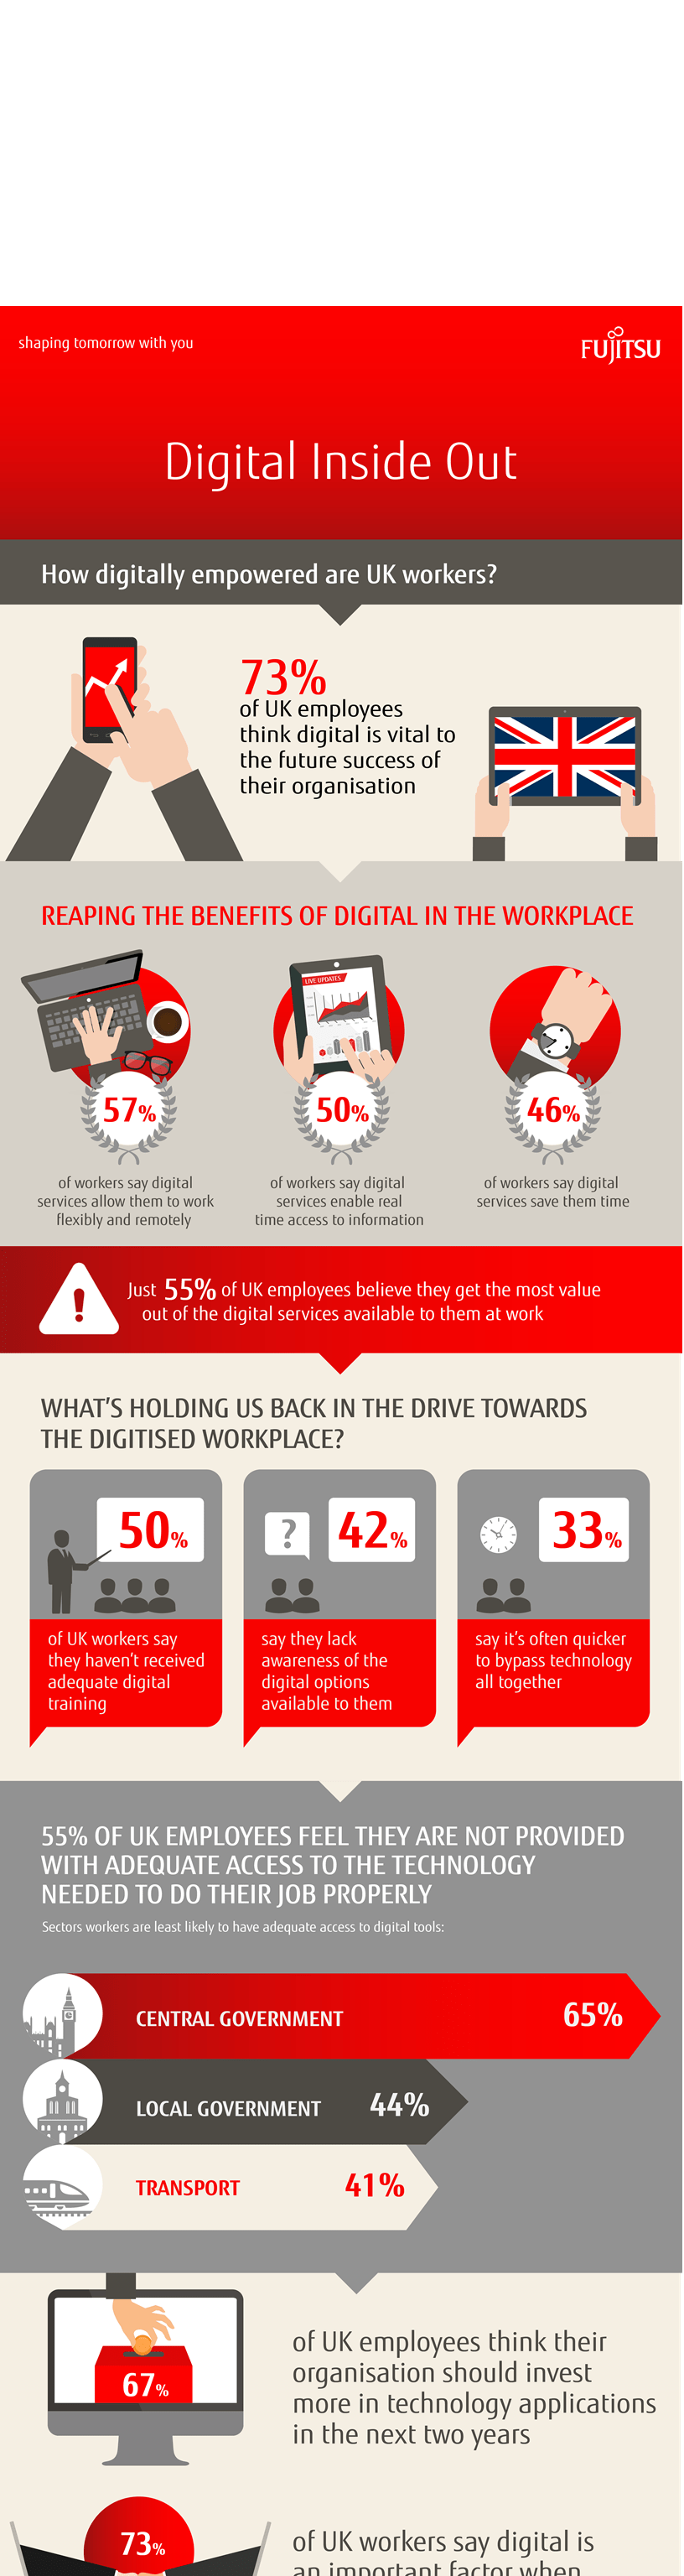 shaping tomorrow with you
FUJITSU
Digital Inside Out
How digitally empowered are UK workers?
73%
of UK employees
think digital is vital to
the future success of
their organisation
REAPING THE BENEFITS OF DIGITAL IN THE WORKPLACE
LIVE UPDATES
57%
of workers say digital
services allow them to work
flexibly and remotely
50%
of workers say digital
services enable real
time access to information
46%
of workers say digital
services save them time
Just 55% of UK employees believe they get the most value
out of the digital services available to them at work
WHAT'S HOLDING US BACK IN THE DRIVE TOWARDS
THE DIGITISED WORKPLACE?
50%
of UK workers say
they haven't received
adequate digital
training
?
42%
say they lack
awareness of the
digital options
available to them
33%
say it's often quicker
to bypass technology
all together
55% OF UK EMPLOYEES FEEL THEY ARE NOT PROVIDED
WITH ADEQUATE ACCESS TO THE TECHNOLOGY
NEEDED TO DO THEIR JOB PROPERLY
Sectors workers are least likely to have adequate access to digital tools:
CENTRAL GOVERNMENT 65%
LOCAL GOVERNMENT 44%
TRANSPORT 41%
67%
of UK employees think their
organisation should invest
more in technology applications
in the next two years
73%
of UK workers say digital is
an important factor when